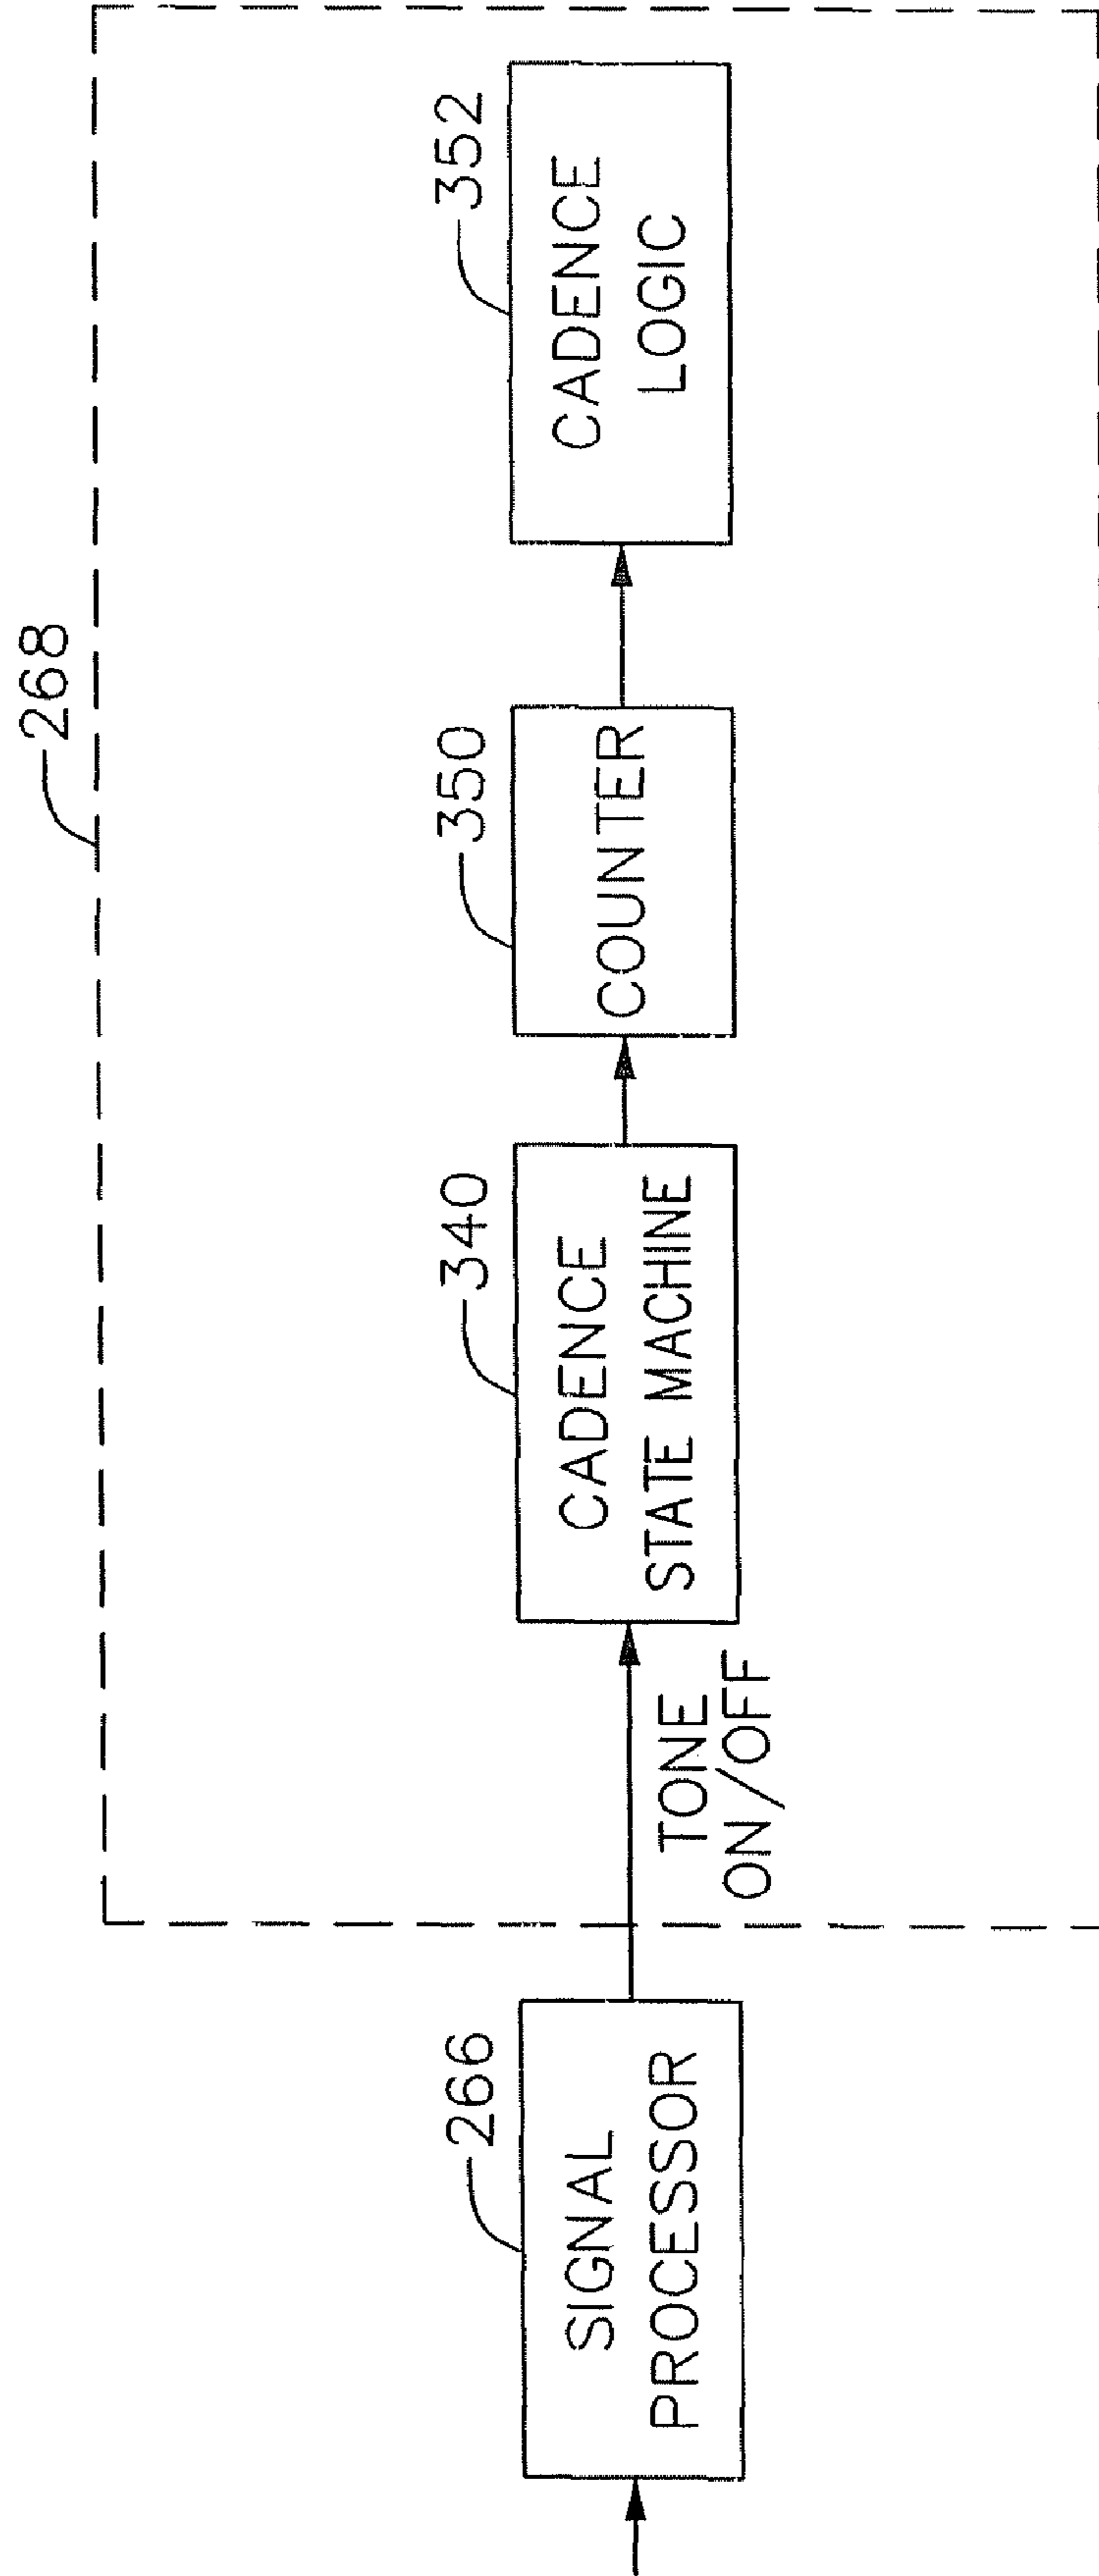 268
266
SIGNAL
PROCESSOR
TONE
ON/OFF
340
CADENCE
STATE MACHINE
350
COUNTER
352
CADENCE
LOGIC